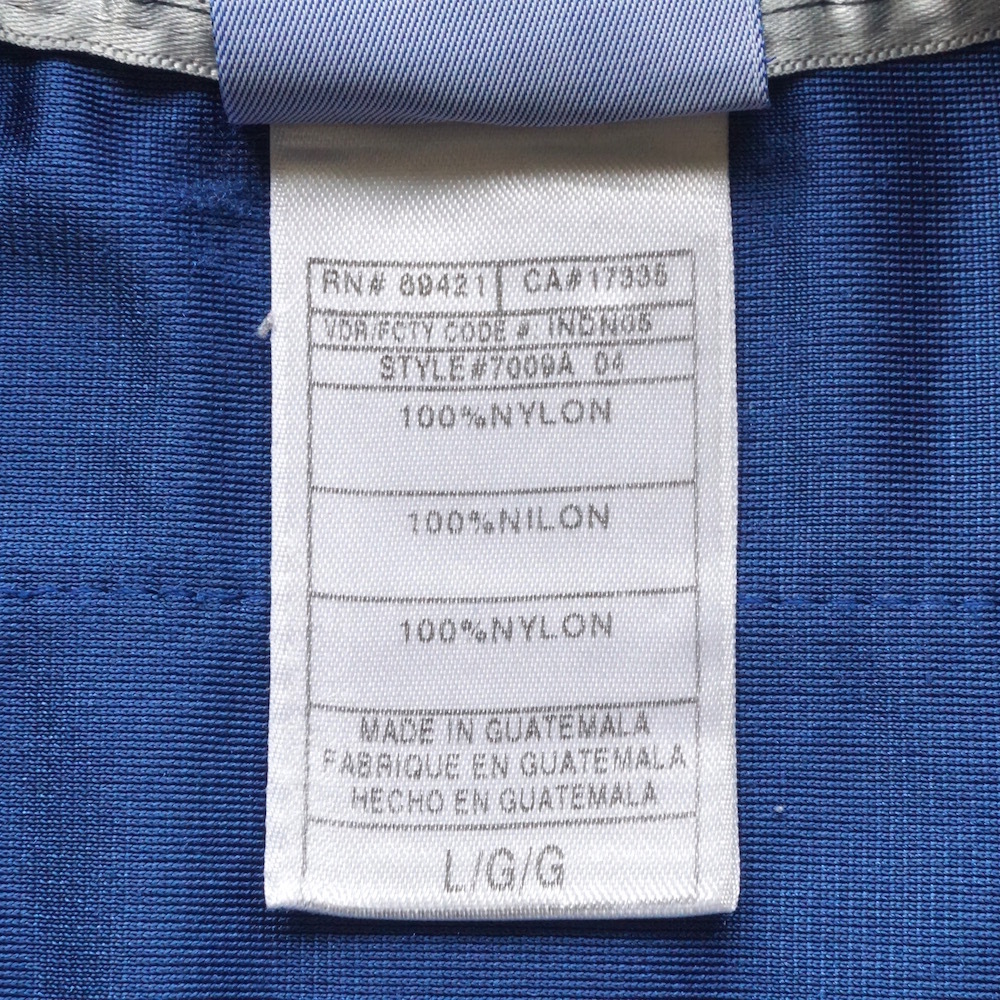 RN# 89421 CA#17335
VDR/FCTY CODE #: INDN05
STYLE#7009A 04
100%NYLON
100%NILON
100%NYLON
MADE IN GUATEMALA
FABRIQUE EN GUATEMALA
HECHO EN GUATEMALA
L/G/G